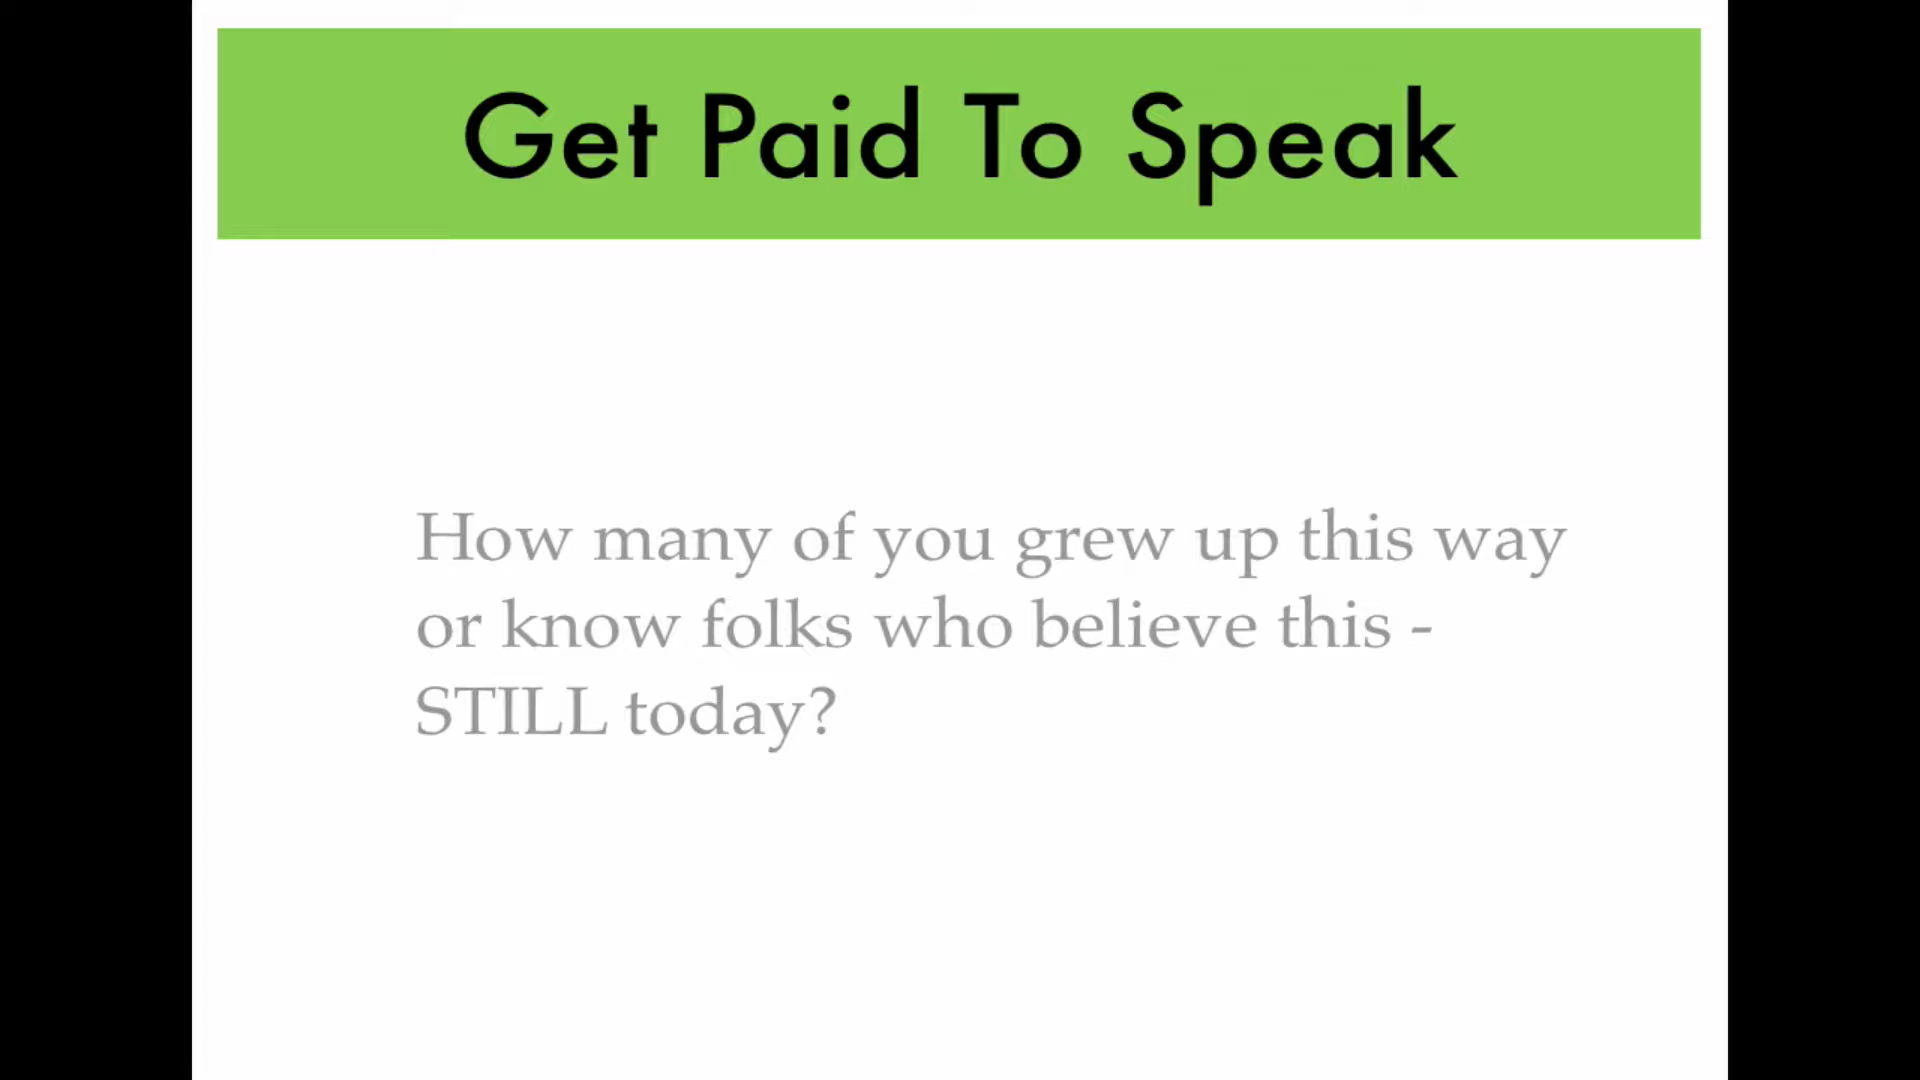 Get Paid To Speak
How many of you grew up this way
or know folks who believe this -
STILL today?